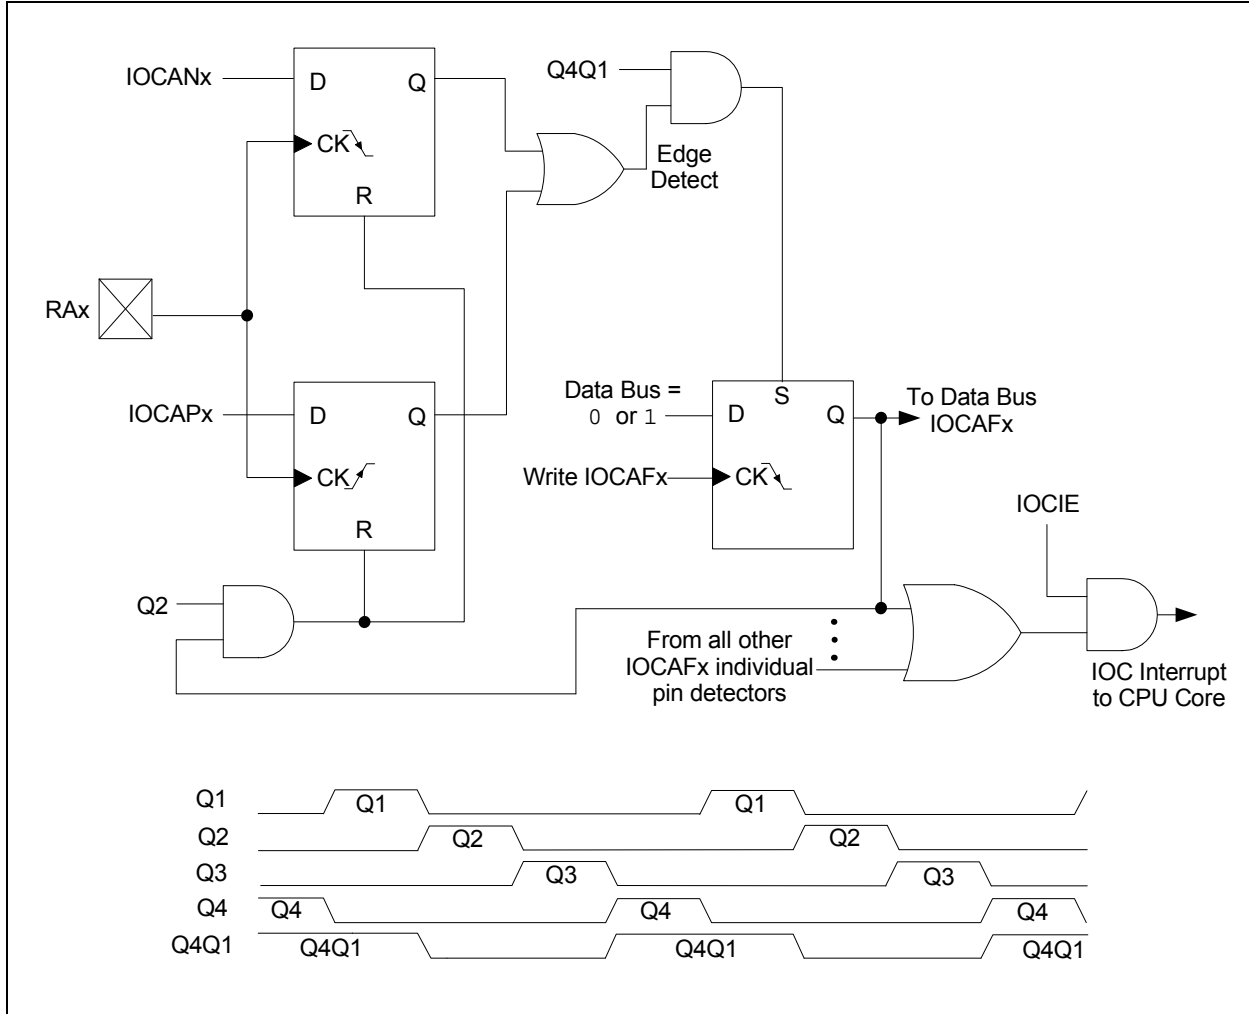 IOCANx
D
Q
CK
R
Q4Q1
Edge
Detect
RAx
IOCAPx
D
Q
CK
R
Data Bus =
0 or 1
S
D
Q
To Data Bus
IOCAFx
Write IOCAFx
CK
IOCIE
Q2
From all other
IOCAFx individual
pin detectors
IOC Interrupt
to CPU Core
Q1 Q1 Q1
Q2 Q2 Q2
Q3 Q3 Q3
Q4 Q4 Q4 Q4
Q4Q1 Q4Q1 Q4Q1 Q4Q1